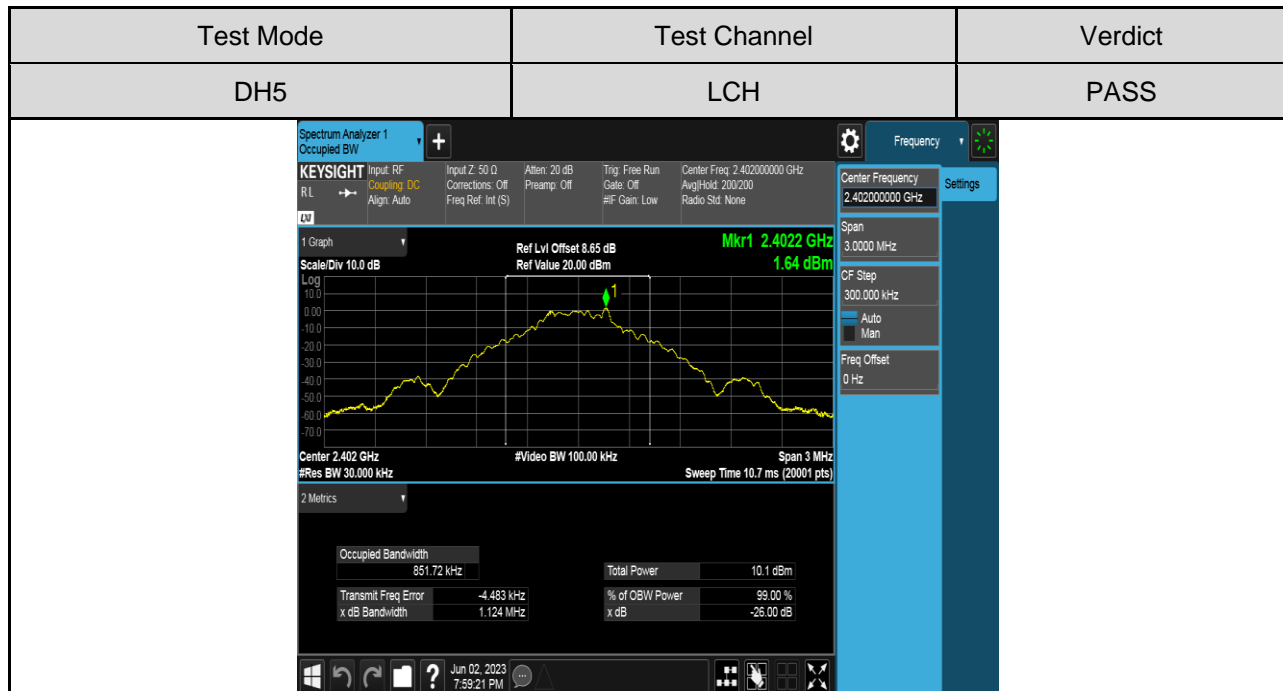 Test Mode Test Channel Verdict
DH5 LCH PASS
Spectrum Analyzer 1
Occupied BW
+
Frequency
KEYSIGHT
R L
LXI
Input: RF
Coupling: DC
Align: Auto
Input Z: 50 Ω
Corrections: Off
Freq Ref: Int (S)
Atten: 20 dB
Preamp: Off
Trig: Free Run
Gate: Off
#IF Gain: Low
Center Freq: 2.402000000 GHz
Avg|Hold: 200/200
Radio Std: None
Center Frequency
2.402000000 GHz
Settings
Span
3.0000 MHz
CF Step
300.000 kHz
Auto
Man
Freq Offset
0 Hz
1 Graph
Scale/Div 10.0 dB
Ref Lvl Offset 8.65 dB
Ref Value 20.00 dBm
Mkr1 2.4022 GHz
1.64 dBm
Log
10.0
0.00
-10.0
-20.0
-30.0
-40.0
-50.0
-60.0
-70.0
1
Center 2.402 GHz
#Res BW 30.000 kHz
#Video BW 100.00 kHz
Span 3 MHz
Sweep Time 10.7 ms (20001 pts)
2 Metrics
Occupied Bandwidth
851.72 kHz
Total Power 10.1 dBm
Transmit Freq Error -4.483 kHz
% of OBW Power 99.00 %
x dB Bandwidth 1.124 MHz
x dB -26.00 dB
?
Jun 02, 2023
7:59:21 PM